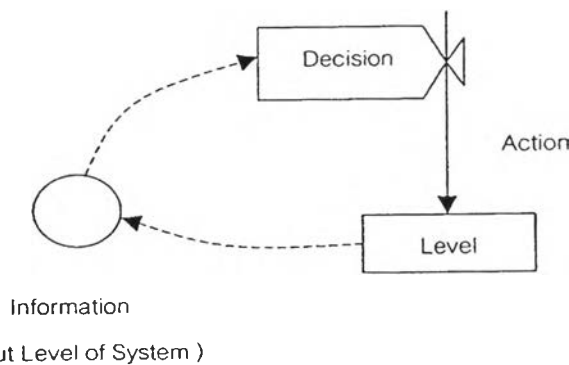 Decision
Action
Level
Information
ut Level of System )